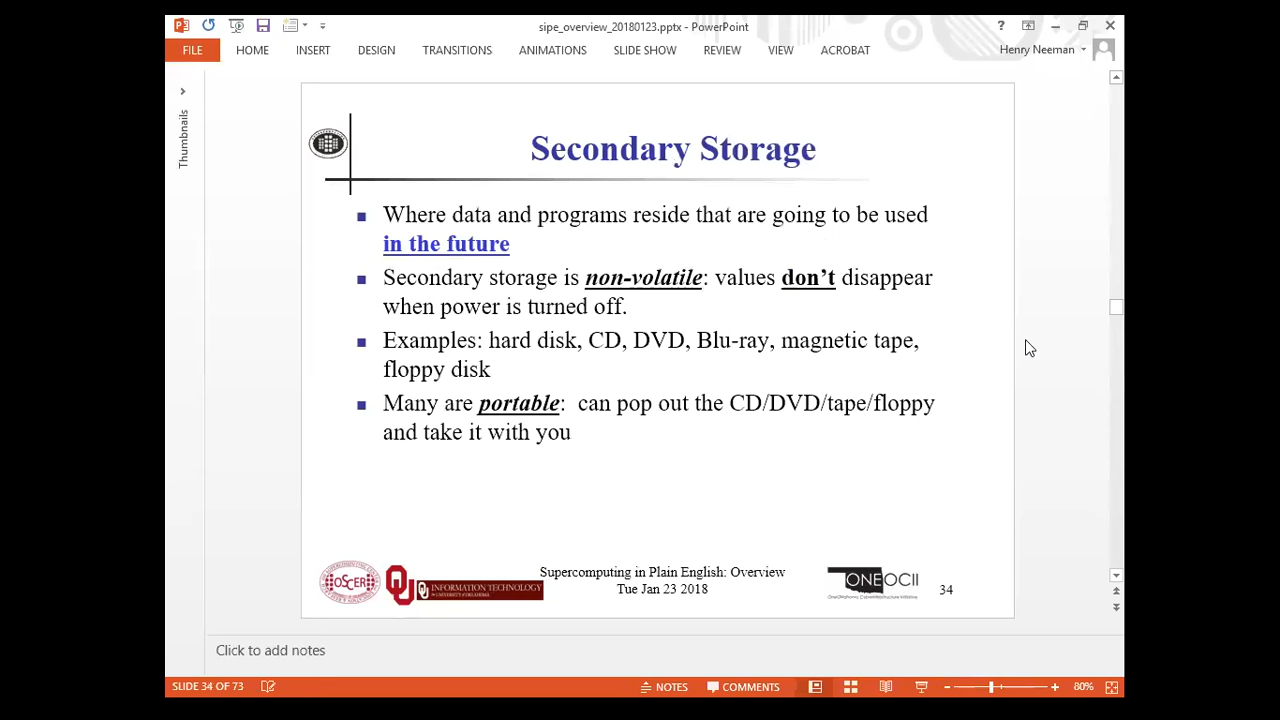 sipe_overview_20180123.pptx - PowerPoint
?
FILE HOME INSERT DESIGN TRANSITIONS ANIMATIONS SLIDE SHOW REVIEW VIEW ACROBAT Henry Neeman
Thumbnails
Secondary Storage
Where data and programs reside that are going to be used
in the future
Secondary storage is non-volatile: values don't disappear
when power is turned off.
Examples: hard disk, CD, DVD, Blu-ray, magnetic tape,
floppy disk
Many are portable: can pop out the CD/DVD/tape/floppy
and take it with you
OSCER
INFORMATION TECHNOLOGY
Supercomputing in Plain English: Overview
Tue Jan 23 2018
ONEOCII
34
Click to add notes
SLIDE 34 OF 73 NOTES COMMENTS 80%